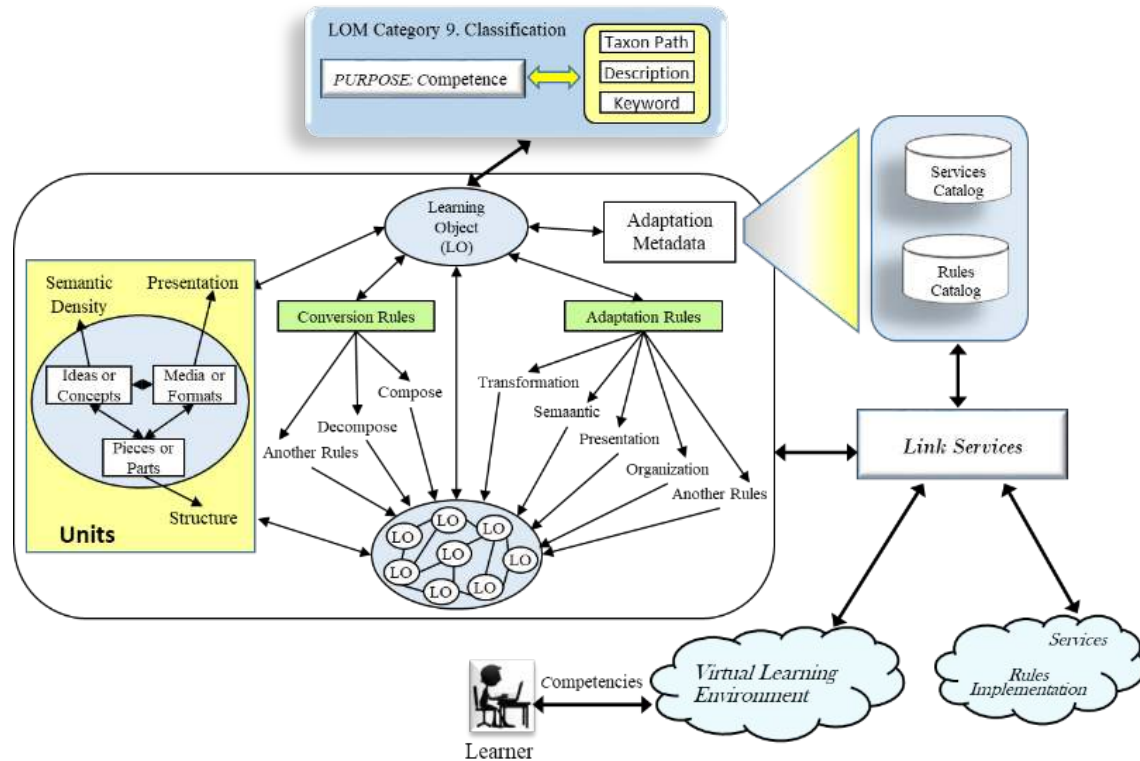 LOM Category 9. Classification
PURPOSE: Competence
Taxon Path
Description
Keyword
Services
Catalog
Rules
Catalog
Learning
Object
(LO)
Adaptation
Metadata
Semantic
Density
Presentation
Ideas or
Concepts
Media or
Formats
Pieces or
Parts
Structure
Units
Conversion Rules
Compose
Decompose
Another Rules
Adaptation Rules
Transformation
Semaantic
Presentation
Organization
Another Rules
LO
LO
LO
LO
LO
LO
LO
LO
Link Services
Virtual Learning
Environment
Services
Rules
Implementation
Competencies
Learner